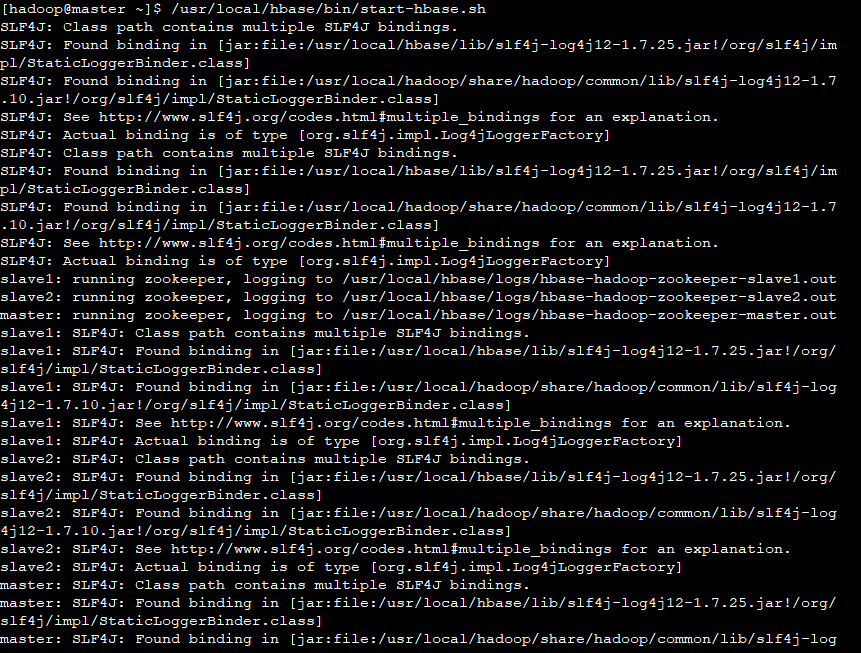 [hadoop@master ~]$ /usr/local/hbase/bin/start-hbase.sh
SLF4J: Class path contains multiple SLF4J bindings.
SLF4J: Found binding in [jar:file:/usr/local/hbase/lib/slf4j-log4j12-1.7.25.jar!/org/slf4j/im
pl/StaticLoggerBinder.class]
SLF4J: Found binding in [jar:file:/usr/local/hadoop/share/hadoop/common/lib/slf4j-log4j12-1.7
.10.jar!/org/slf4j/impl/StaticLoggerBinder.class]
SLF4J: See http://www.slf4j.org/codes.html#multiple_bindings for an explanation.
SLF4J: Actual binding is of type [org.slf4j.impl.Log4jLoggerFactory]
SLF4J: Class path contains multiple SLF4J bindings.
SLF4J: Found binding in [jar:file:/usr/local/hbase/lib/slf4j-log4j12-1.7.25.jar!/org/slf4j/im
pl/StaticLoggerBinder.class]
SLF4J: Found binding in [jar:file:/usr/local/hadoop/share/hadoop/common/lib/slf4j-log4j12-1.7
.10.jar!/org/slf4j/impl/StaticLoggerBinder.class]
SLF4J: See http://www.slf4j.org/codes.html#multiple_bindings for an explanation.
SLF4J: Actual binding is of type [org.slf4j.impl.Log4jLoggerFactory]
slave1: running zookeeper, logging to /usr/local/hbase/logs/hbase-hadoop-zookeeper-slave1.out
slave2: running zookeeper, logging to /usr/local/hbase/logs/hbase-hadoop-zookeeper-slave2.out
master: running zookeeper, logging to /usr/local/hbase/logs/hbase-hadoop-zookeeper-master.out
slave1: SLF4J: Class path contains multiple SLF4J bindings.
slave1: SLF4J: Found binding in [jar:file:/usr/local/hbase/lib/slf4j-log4j12-1.7.25.jar!/org/
slf4j/impl/StaticLoggerBinder.class]
slave1: SLF4J: Found binding in [jar:file:/usr/local/hadoop/share/hadoop/common/lib/slf4j-log
4j12-1.7.10.jar!/org/slf4j/impl/StaticLoggerBinder.class]
slave1: SLF4J: See http://www.slf4j.org/codes.html#multiple_bindings for an explanation.
slave1: SLF4J: Actual binding is of type [org.slf4j.impl.Log4jLoggerFactory]
slave2: SLF4J: Class path contains multiple SLF4J bindings.
slave2: SLF4J: Found binding in [jar:file:/usr/local/hbase/lib/slf4j-log4j12-1.7.25.jar!/org/
slf4j/impl/StaticLoggerBinder.class]
slave2: SLF4J: Found binding in [jar:file:/usr/local/hadoop/share/hadoop/common/lib/slf4j-log
4j12-1.7.10.jar!/org/slf4j/impl/StaticLoggerBinder.class]
slave2: SLF4J: See http://www.slf4j.org/codes.html#multiple_bindings for an explanation.
slave2: SLF4J: Actual binding is of type [org.slf4j.impl.Log4jLoggerFactory]
master: SLF4J: Class path contains multiple SLF4J bindings.
master: SLF4J: Found binding in [jar:file:/usr/local/hbase/lib/slf4j-log4j12-1.7.25.jar!/org/
slf4j/impl/StaticLoggerBinder.class]
master: SLF4J: Found binding in [jar:file:/usr/local/hadoop/share/hadoop/common/lib/slf4j-log